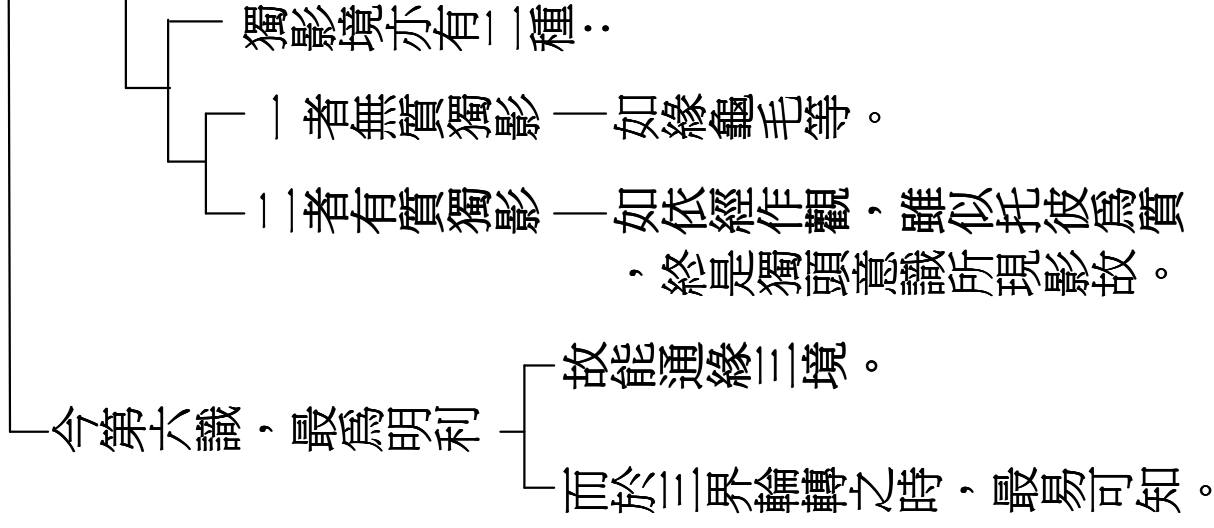 獨影境亦有二種：
一者無質獨影
如緣龜毛等。
二者有質獨影
如依經作觀，雖似托彼爲質
，終是獨頭意識所現影故。
今第六識，最爲明利
故能通緣三境。
而於三界輪轉之時，最易可知。